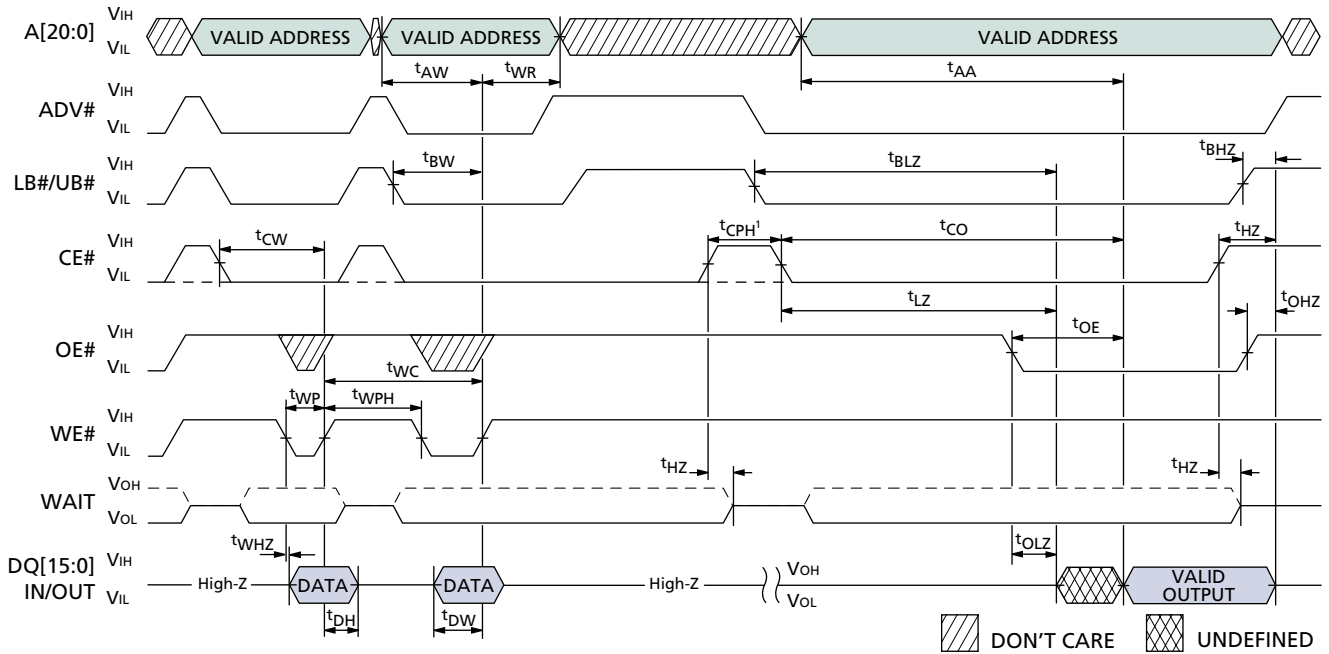 A[20:0] VIH VIL VALID ADDRESS VALID ADDRESS VALID ADDRESS
tAW tWR tAA
ADV# VIH VIL
LB#/UB# VIH VIL tBW tBLZ tBHZ
CE# VIH VIL tCW tCPH¹ tCO tHZ
tLZ tOHZ
OE# VIH VIL tOE
tWC
WE# VIH VIL tWP tWPH
WAIT VOH VOL tHZ tHZ
tWHZ tOLZ
DQ[15:0] IN/OUT VIH VIL High-Z DATA DATA High-Z VOH VOL VALID OUTPUT
tDH tDW
DON'T CARE UNDEFINED